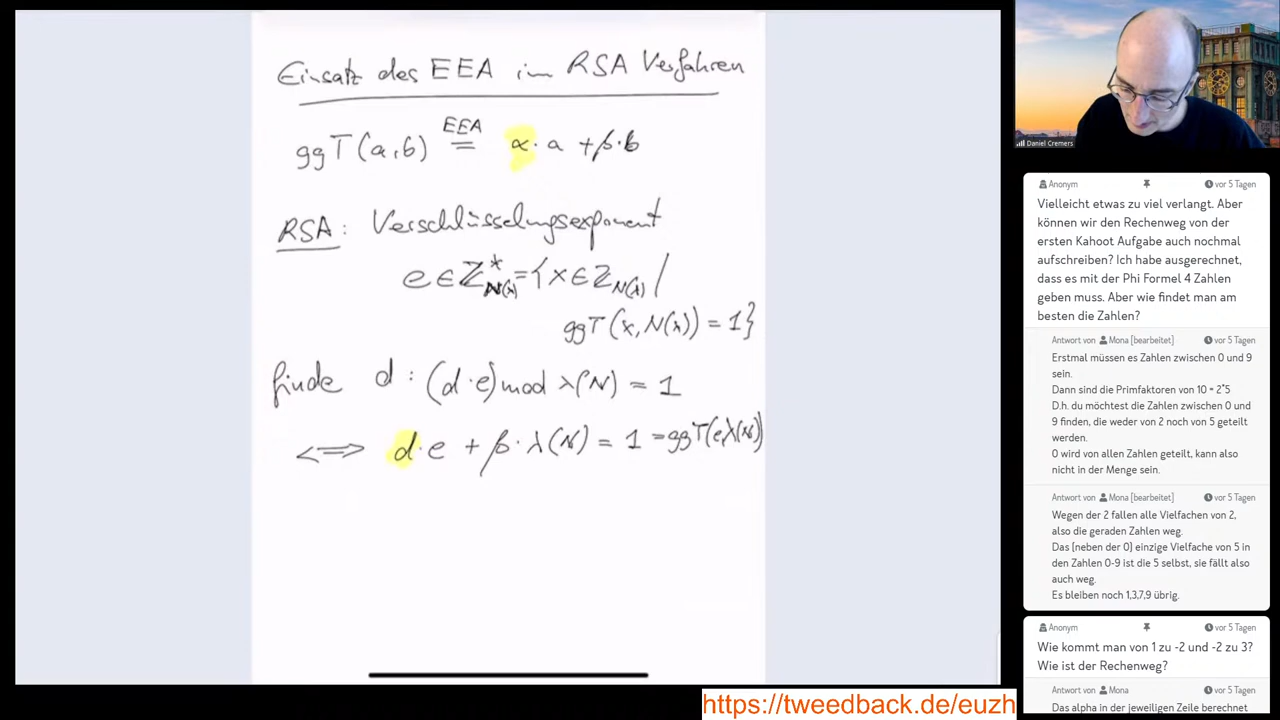 Einsatz des EEA im RSA Verfahren
EEA
ggT(a,b) = α·a + β·b
RSA: Verschlüsselungsexponent
e ∈ ℤ*_N(λ) = {x ∈ ℤ_N(λ) |
ggT(x, N(λ)) = 1}
finde d : (d·e) mod λ(N) = 1
⟺ d·e + β·λ(N) = 1 = ggT(e,λ(N))
Daniel Cremers
Anonym vor 5 Tagen
Vielleicht etwas zu viel verlangt. Aber
können wir den Rechenweg von der
ersten Kahoot Aufgabe auch nochmal
aufschreiben? Ich habe ausgerechnet,
dass es mit der Phi Formel 4 Zahlen
geben muss. Aber wie findet man am
besten die Zahlen?
Antwort von Mona [bearbeitet] vor 5 Tagen
Erstmal müssen es Zahlen zwischen 0 und 9
sein.
Dann sind die Primfaktoren von 10 = 2*5
D.h. du möchtest die Zahlen zwischen 0 und
9 finden, die weder von 2 noch von 5 geteilt
werden.
0 wird von allen Zahlen geteilt, kann also
nicht in der Menge sein.
Antwort von Mona [bearbeitet] vor 5 Tagen
Wegen der 2 fallen alle Vielfachen von 2,
also die geraden Zahlen weg.
Das [neben der 0] einzige Vielfache von 5 in
den Zahlen 0-9 ist die 5 selbst, sie fällt also
auch weg.
Es bleiben noch 1,3,7,9 übrig.
Anonym vor 5 Tagen
Wie kommt man von 1 zu -2 und -2 zu 3?
Wie ist der Rechenweg?
Antwort von Mona vor 5 Tagen
Das alpha in der jeweiligen Zeile berechnet
https://tweedback.de/euzh